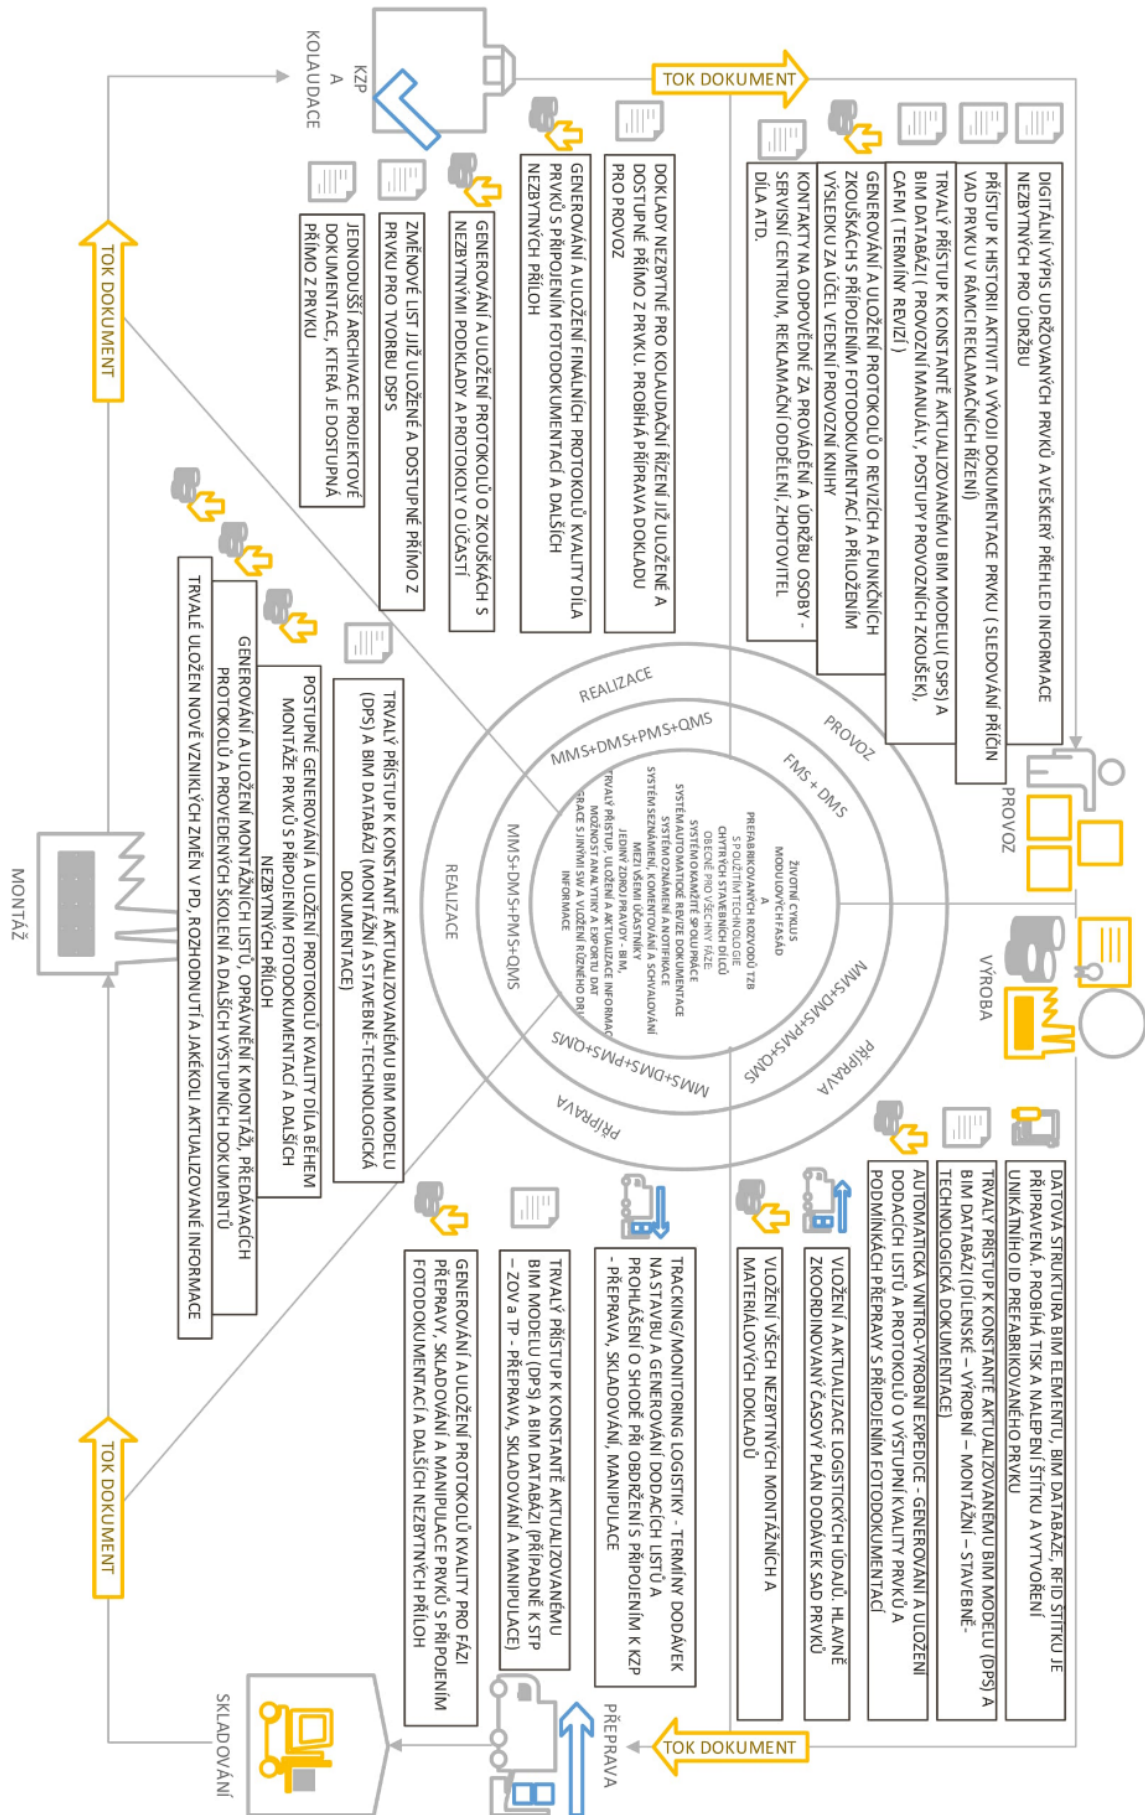 VÝROBA
DATOVÁ STRUKTURA BIM ELEMENTU, BIM DATABÁZE, RFID ŠTÍTKU JE
PŘIPRAVENÁ. PROBÍHÁ TISK A NALEPENÍ ŠTÍTKU A VYTVOŘENÍ
UNIKÁTNÍHO ID PREFABRIKOVANÉHO PRVKU
TRVALÝ PŘÍSTUP K KONSTANTĚ AKTUALIZOVANÉMU BIM MODELU (DPS) A
BIM DATABÁZI (DÍLENSKÉ – VÝROBNÍ – MONTÁŽNÍ – STAVEBNĚ-
TECHNOLOGICKÁ DOKUMENTACE)
AUTOMATICKÁ VNITRO-VYROBNÍ EXPEDICE - GENEROVÁNÍ A ULOŽENÍ
DODACÍCH LISTŮ A PROTOKOLŮ O VÝSTUPNÍ KVALITY PRVKŮ A
PODMÍNKÁCH PŘEPRAVY S PŘIPOJENÍM FOTODOKUMENTACÍ
VLOŽENÍ A AKTUALIZACE LOGISTICKÝCH ÚDAJŮ. HLAVNĚ
ZKOORDINOVANÝ ČASOVÝ PLÁN DODÁVEK SAD PRVKŮ
VLOŽENÍ VŠECH NEZBYTNÝCH MONTÁŽNÍCH A
MATERIÁLOVÝCH DOKLADŮ
TOK DOKUMENT
PŘEPRAVA
TRACKING/MONITORING LOGISTIKY - TERMÍNY DODÁVEK
NA STAVBU A GENEROVÁNÍ DODACÍCH LISTŮ A
PROHLÁŠENÍ O SHODĚ PŘI OBDRŽENÍ S PŘIPOJENÍM K KZP
- PŘEPRAVA, SKLADOVÁNÍ, MANIPULACE
TRVALÝ PŘÍSTUP K KONSTANTĚ AKTUALIZOVANÉMU
BIM MODELU (DPS) A BIM DATABÁZI (PŘÍPADNĚ K STP
– ZOV a TP - PŘEPRAVA, SKLADOVÁNÍ A MANIPULACE)
GENEROVÁNÍ A ULOŽENÍ PROTOKOLŮ KVALITY PRO FÁZI
PŘEPRAVY, SKLADOVÁNÍ A MANIPULACE PRVKŮ S PŘIPOJENÍM
FOTODOKUMENTACÍ A DALŠÍCH NEZBYTNÝCH PŘÍLOH
SKLADOVÁNÍ
TOK DOKUMENT
MONTÁŽ
TRVALÝ PŘÍSTUP K KONSTANTĚ AKTUALIZOVANÉMU BIM MODELU
(DPS) A BIM DATABÁZI (MONTÁŽNÍ A STAVEBNĚ-TECHNOLOGICKÁ
DOKUMENTACE)
POSTUPNÉ GENEROVÁNÍ A ULOŽENÍ PROTOKOLŮ KVALITY DÍLA BĚHEM
MONTÁŽE PRVKŮ S PŘIPOJENÍM FOTODOKUMENTACÍ A DALŠÍCH
NEZBYTNÝCH PŘÍLOH
GENEROVÁNÍ A ULOŽENÍ MONTÁŽNÍCH LISTŮ, OPRÁVNĚNÍ K MONTÁŽI, PŘEDÁVACÍCH
PROTOKOLŮ A PROVEDENÝCH ŠKOLENÍ A DALŠÍCH VÝSTUPNÍCH DOKUMENTŮ
TRVALÉ ULOŽEN NOVĚ VZNIKLÝCH ZMĚN V PD, ROZHODNUTÍ A JAKÉKOLI AKTUALIZOVANÉ INFORMACE
TOK DOKUMENT
KZP
A
KOLAUDACE
DOKLADY NEZBYTNÉ PRO KOLAUDAČNÍ ŘÍZENÍ JIŽ ULOŽENÉ A
DOSTUPNÉ PŘÍMO Z PRVKU. PROBÍHÁ PŘÍPRAVA DOKLADU
PRO PROVOZ
GENEROVÁNÍ A ULOŽENÍ FINÁLNÍCH PROTOKOLŮ KVALITY DÍLA
PRVKŮ S PŘIPOJENÍM FOTODOKUMENTACÍ A DALŠÍCH
NEZBYTNÝCH PŘÍLOH
GENEROVÁNÍ A ULOŽENÍ PROTOKOLŮ O ZKOUŠKÁCH S
NEZBYTNÝMI PODKLADY A PROTOKOLY O ÚČASTÍ
ZMĚNOVÉ LIST JJIŽ ULOŽENÉ A DOSTUPNÉ PŘÍMO Z
PRVKU PRO TVORBU DSPS
JEDNODUŠŠÍ ARCHIVACE PROJEKTOVÉ
DOKUMENTACE, KTERÁ JE DOSTUPNÁ
PŘÍMO Z PRVKU
TOK DOKUMENT
PROVOZ
DIGITÁLNÍ VÝPIS UDRŽOVANÝCH PRVKŮ A VEŠKERÝ PŘEHLED INFORMACE
NEZBYTNÝCH PRO ÚDRŽBU
PŘÍSTUP K HISTORII AKTIVIT A VÝVOJI DOKUMENTACE PRVKU ( SLEDOVÁNÍ PŘÍČIN
VAD PRVKU V RÁMCI REKLAMAČNÍCH ŘÍZENÍ)
TRVALÝ PŘÍSTUP K KONSTANTĚ AKTUALIZOVANÉMU BIM MODELU( DSPS) A
BIM DATABÁZI ( PROVOZNÍ MANUÁLY, POSTUPY PROVOZNÍCH ZKOUŠEK),
CAFM ( TERMÍNY REVIZÍ )
GENEROVÁNÍ A ULOŽENÍ PROTOKOLŮ O REVIZÍCH A FUNKČNÍCH
ZKOUŠKÁCH S PŘÍPOJENÍM FOTODOKUMENTACÍ A PŘILOŽENÍM
VÝSLEDKU ZA ÚČEL VEDENÍ PROVOZNÍ KNIHY
KONTAKTY NA ODPOVĚDNÉ ZA PROVÁDĚNÍ A ÚDRŽBU OSOBY -
SERVISNÍ CENTRUM, REKLAMAČNÍ ODDĚLENÍ, ZHOTOVITEL
DÍLA ATD.
PROVOZ
FMS + DMS
PŘÍPRAVA
MMS+DMS+PMS+QMS
PŘÍPRAVA
MMS+DMS+PMS+QMS
REALIZACE
MMS+DMS+PMS+QMS
REALIZACE
MMS+DMS+PMS+QMS
ŽIVOTNÍ CYKLUS
MODULOVÝCH FASÁD
A
PREFABRIKOVANÝCH ROZVODŮ TZB
S POUŽITÍM TECHNOLOGIE
CHYTRÝCH STAVEBNÍCH DÍLCŮ
OBECNĚ PRO VŠECHNY FÁZE:
SYSTÉM OKAMŽITÉ SPOLUPRÁCE
SYSTÉM AUTOMATICKÉ REVIZE DOKUMENTACE
SYSTÉM OZNÁMENÍ A NOTIFIKACE
SYSTÉM SEZNÁMENÍ, KOMENTOVÁNÍ A SCHVALOVÁNÍ
MEZI VŠEMI ÚČASTNÍKY
JEDINÝ ZDROJ PRAVDY - BIM,
TRVALÝ PŘÍSTUP, ULOŽENÍ A AKTUALIZACE INFORMAC
MOŽNOST ANALYTIKY A EXPORTU DAT
GRACE S JINÝMI SW A VLOŽENÍ RŮZNÉHO DRU
INFORMACE